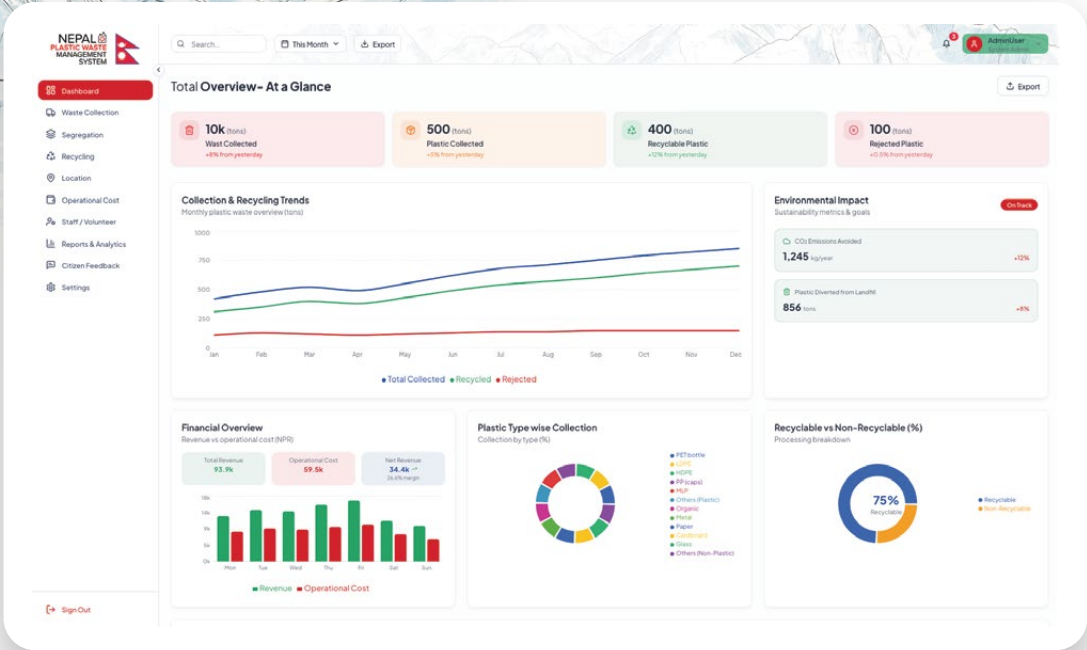 NEPAL
PLASTIC WASTE
MANAGEMENT
SYSTEM
Search...
This Month
Export
3
AdminUser
Dashboard
Waste Collection
Segregation
Recycling
Location
Operational Cost
Staff / Volunteer
Reports & Analytics
Citizen Feedback
Settings
Sign Out
Total Overview- At a Glance
Export
10k (tons)
Wast Collected
+8% from yesterday
500 (tons)
Plastic Collected
+5% from yesterday
400 (tons)
Recyclable Plastic
+12% from yesterday
100 (tons)
Rejected Plastic
+0.5% from yesterday
Collection & Recycling Trends
Monthly plastic waste overview (tons)
1000
750
500
250
0
Jan Feb Mar Apr May Jun Jul Aug Sep Oct Nov Dec
Total Collected Recycled Rejected
Environmental Impact
Sustainability metrics & goals
On Track
CO₂ Emissions Avoided
1,245 kg/year
+12%
Plastic Diverted from Landfill
856 tons
+8%
Financial Overview
Revenue vs operational cost (NPR)
Total Revenue
93.9k
Operational Cost
59.5k
Net Revenue
34.4k
36.6% margin
Mon Tue Wed Thu Fri Sat Sun
Revenue Operational Cost
Plastic Type wise Collection
Collection by type (%)
PET bottle
LDPE
HDPE
PP (caps)
MLP
Others (Plastic)
Organic
Metal
Paper
Cardboard
Glass
Others (Non-Plastic)
Recyclable vs Non-Recyclable (%)
Processing breakdown
75%
Recyclable
Recyclable
Non-Recyclable